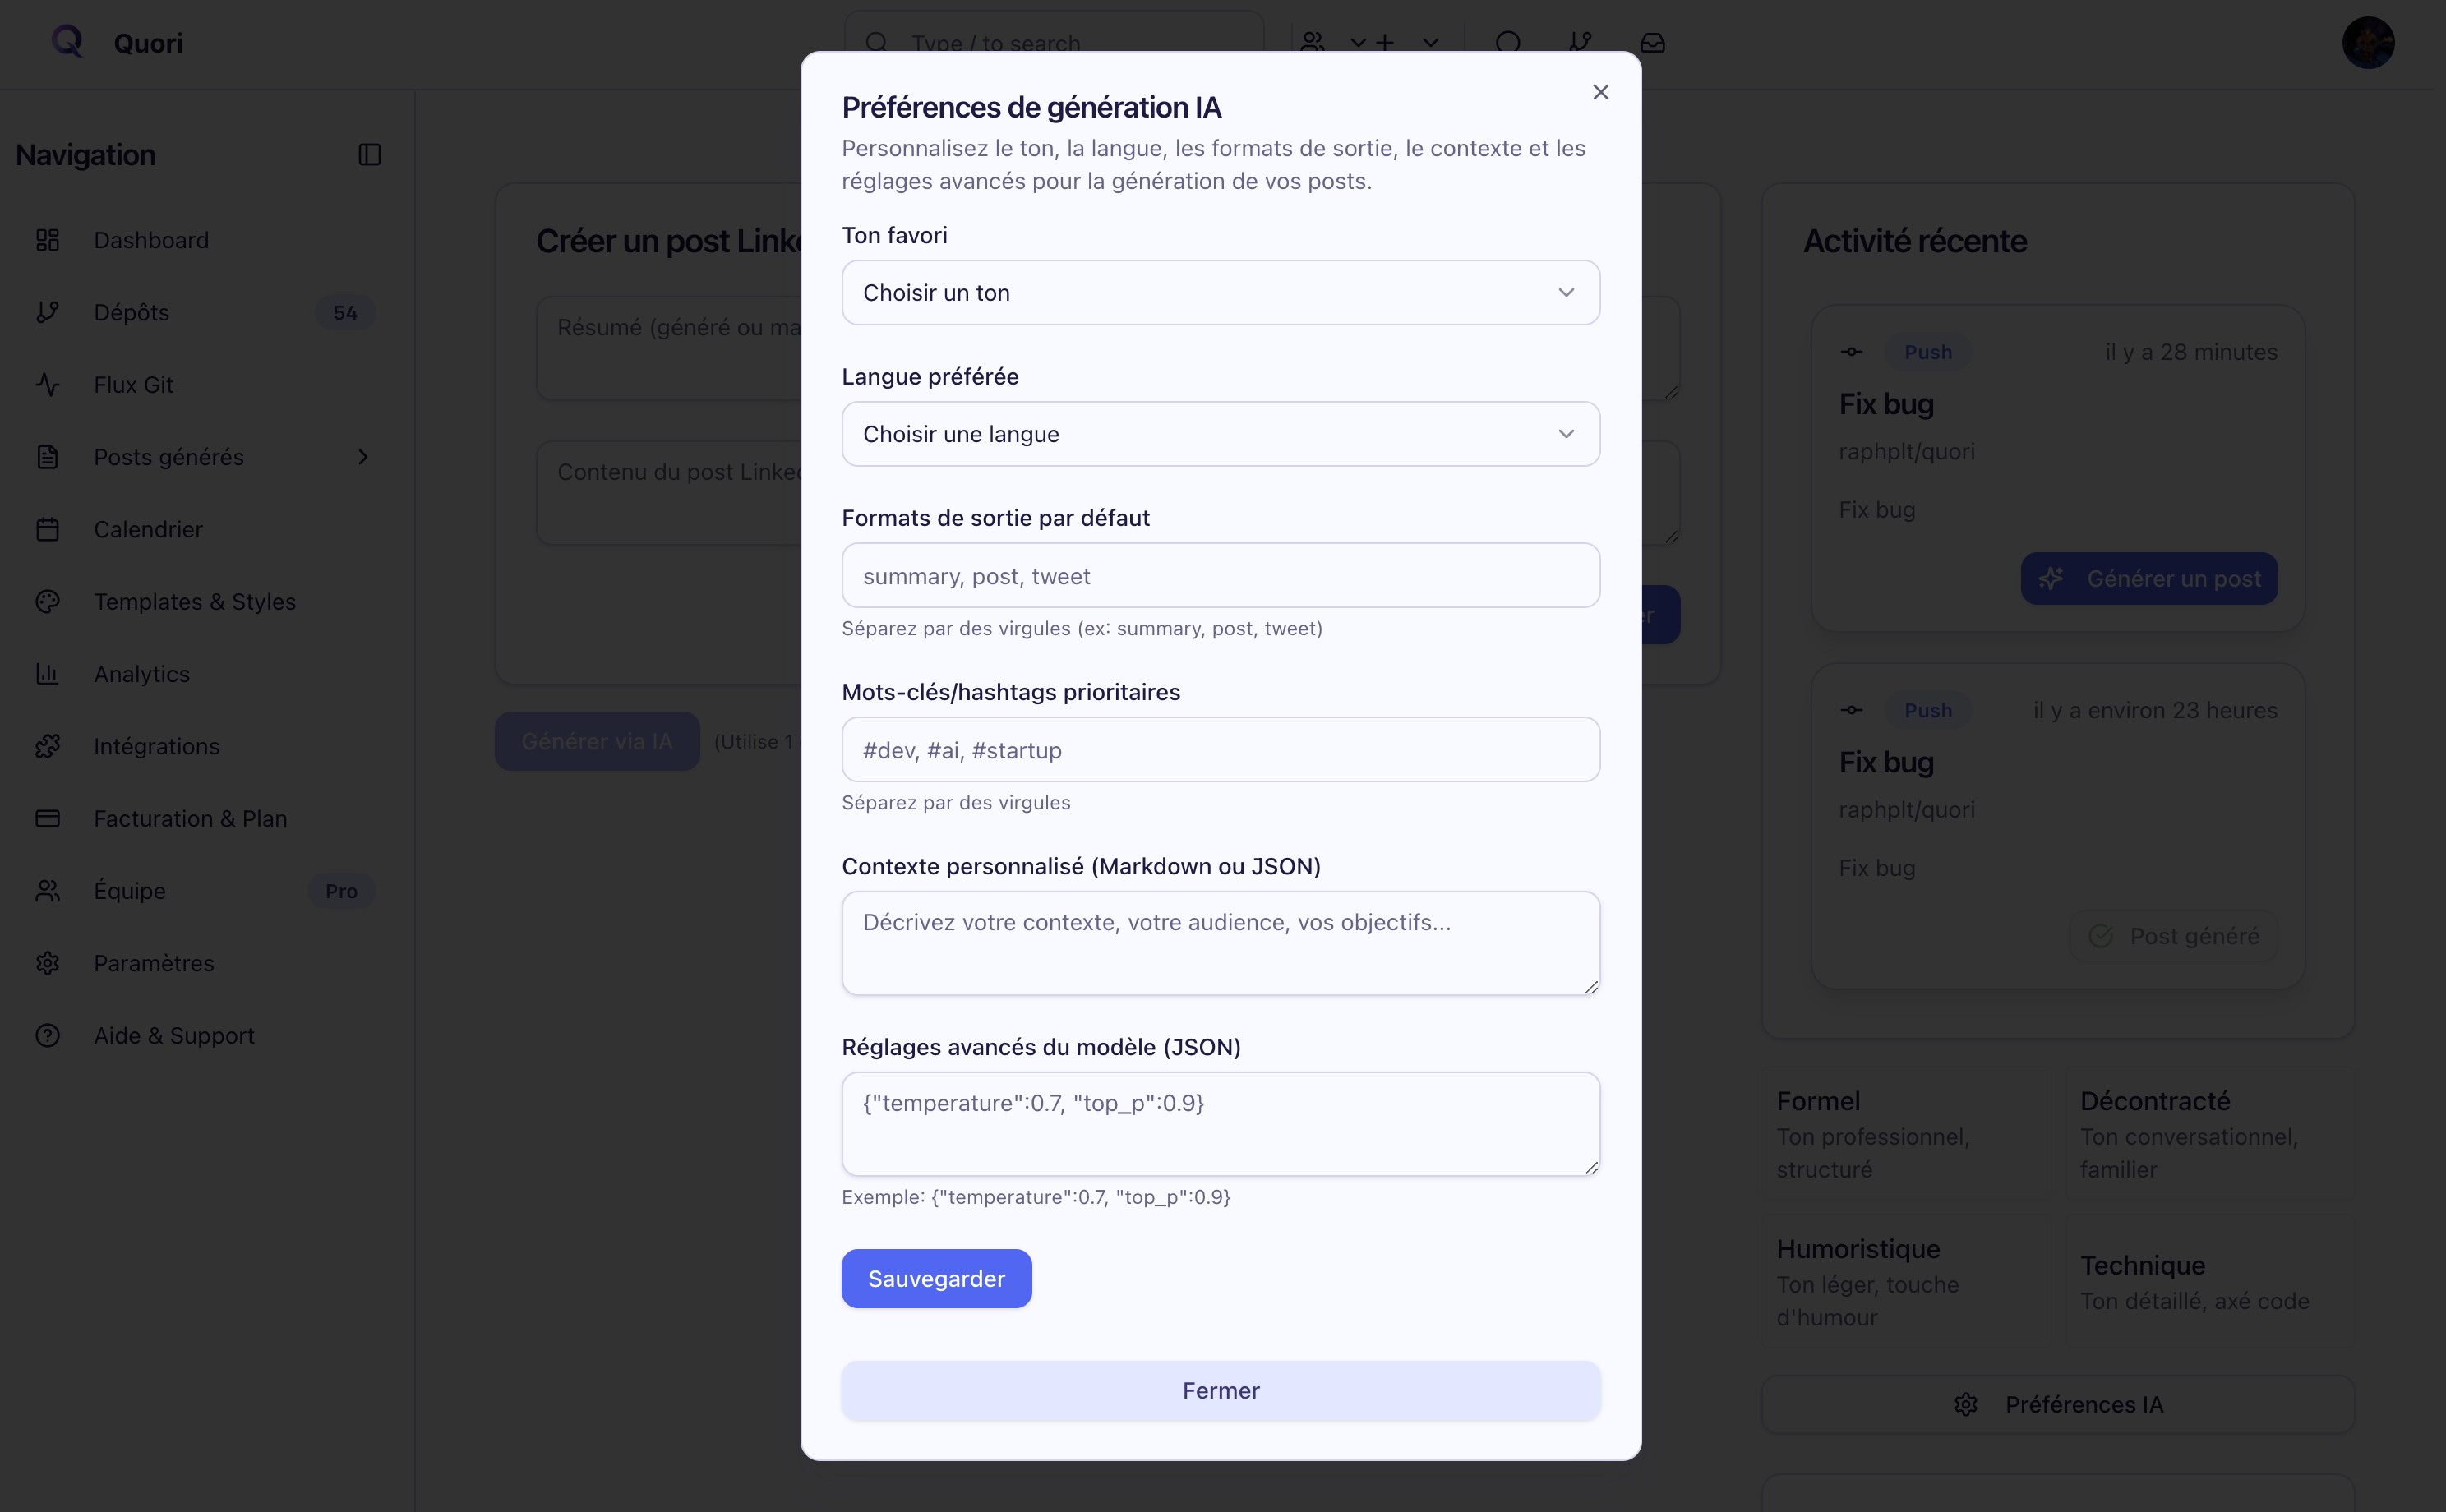 Quori
Type / to search
Navigation
Dashboard
Dépôts
54
Flux Git
Posts générés
Calendrier
Templates & Styles
Analytics
Intégrations
Facturation & Plan
Équipe
Pro
Paramètres
Aide & Support
Créer un post
Résumé (généré ou
Contenu du post
Générer via IA
(Utilise 1
Préférences de génération IA
Personnalisez le ton, la langue, les formats de sortie, le contexte et les
réglages avancés pour la génération de vos posts.
Ton favori
Choisir un ton
Langue préférée
Choisir une langue
Formats de sortie par défaut
summary, post, tweet
Séparez par des virgules (ex: summary, post, tweet)
Mots-clés/hashtags prioritaires
#dev, #ai, #startup
Séparez par des virgules
Contexte personnalisé (Markdown ou JSON)
Décrivez votre contexte, votre audience, vos objectifs...
Réglages avancés du modèle (JSON)
{"temperature":0.7, "top_p":0.9}
Exemple: {"temperature":0.7, "top_p":0.9}
Sauvegarder
Fermer
Activité récente
Push
il y a 28 minutes
Fix bug
raphplt/quori
Fix bug
Générer un post
Push
il y a environ 23 heures
Fix bug
raphplt/quori
Fix bug
Post généré
Formel
Ton professionnel,
structuré
Décontracté
Ton conversationnel,
familier
Humoristique
Ton léger, touche
d'humour
Technique
Ton détaillé, axé code
Préférences IA